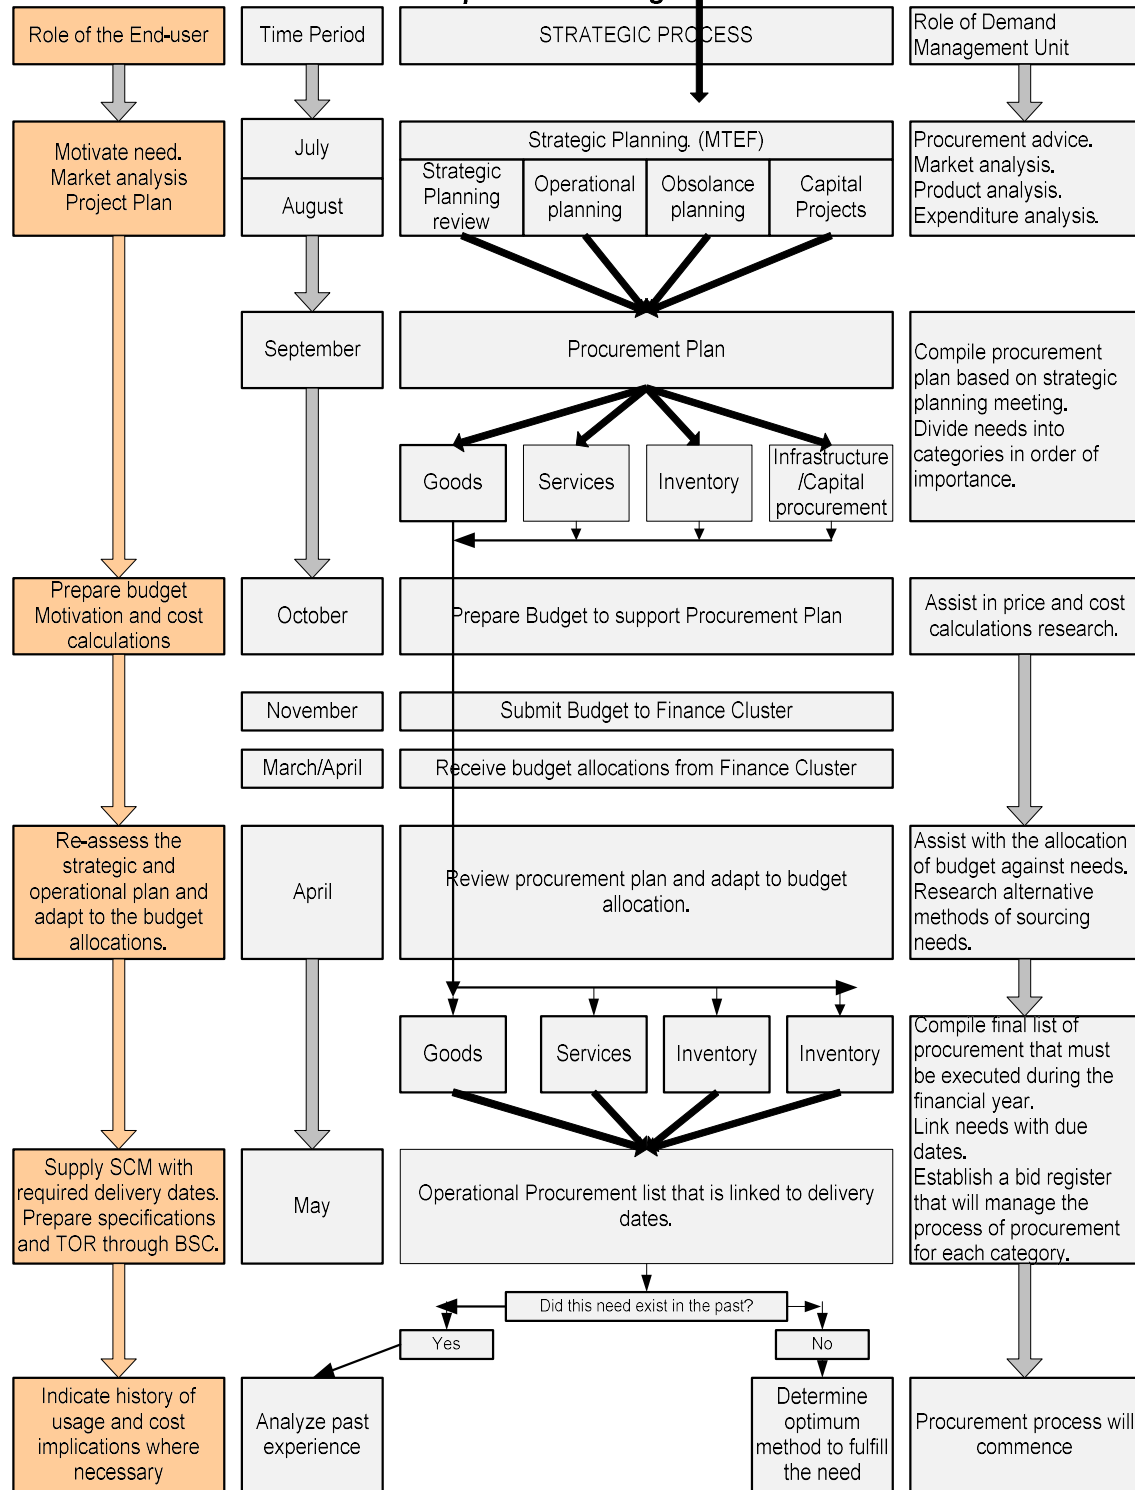 Role of the End-user
Time Period
STRATEGIC PROCESS
Role of Demand
Management Unit
Motivate need.
Market analysis
Project Plan
July
August
Strategic Planning. (MTEF)
Strategic
Planning
review
Operational
planning
Obsolance
planning
Capital
Projects
Procurement advice.
Market analysis.
Product analysis.
Expenditure analysis.
September
Procurement Plan
Compile procurement
plan based on strategic
planning meeting.
Divide needs into
categories in order of
importance.
Goods
Services
Inventory
Infrastructure
/Capital
procurement
Prepare budget
Motivation and cost
calculations
October
Prepare Budget to support Procurement Plan
Assist in price and cost
calculations research.
November
Submit Budget to Finance Cluster
March/April
Receive budget allocations from Finance Cluster
Re-assess the
strategic and
operational plan and
adapt to the budget
allocations.
April
Review procurement plan and adapt to budget
allocation.
Assist with the allocation
of budget against needs.
Research alternative
methods of sourcing
needs.
Goods
Services
Inventory
Inventory
Compile final list of
procurement that must
be executed during the
financial year.
Link needs with due
dates.
Establish a bid register
that will manage the
process of procurement
for each category.
Supply SCM with
required delivery dates.
Prepare specifications
and TOR through BSC.
May
Operational Procurement list that is linked to delivery
dates.
Did this need exist in the past?
Yes
No
Indicate history of
usage and cost
implications where
necessary
Analyze past
experience
Determine
optimum
method to fulfill
the need
Procurement process will
commence